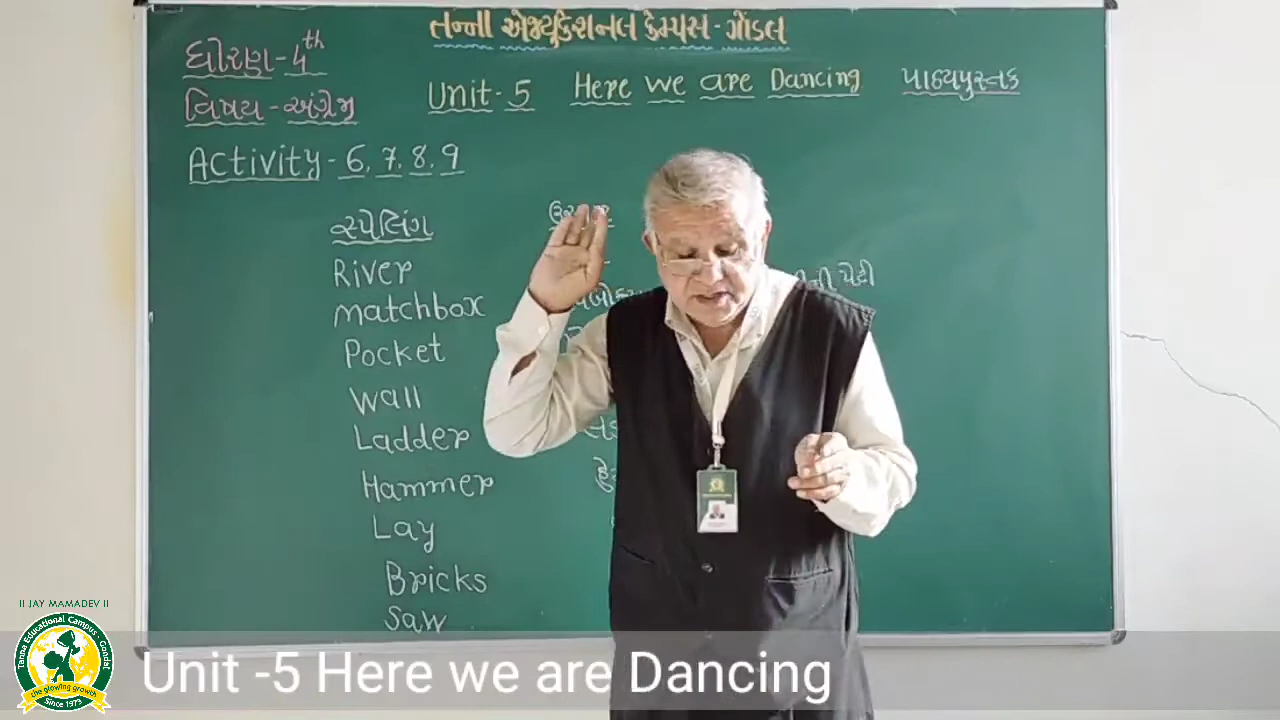 તન્ના એજ્યુકેશનલ કેમ્પસ - ગોંડલ
ધોરણ - 4th
Unit - 5 Here we are Dancing પાઠ્યપુસ્તક
વિષય - અંગ્રેજી
Activity - 6, 7, 8, 9
સ્પેલિંગ
River
Matchbox પેટી
Pocket
Wall
Ladder
Hammer
Lay
Bricks
Saw
II JAY MAMADEV II
Tanna Educational Campus - Gondal
the glowing growth
Since 1973
Unit -5 Here we are Dancing